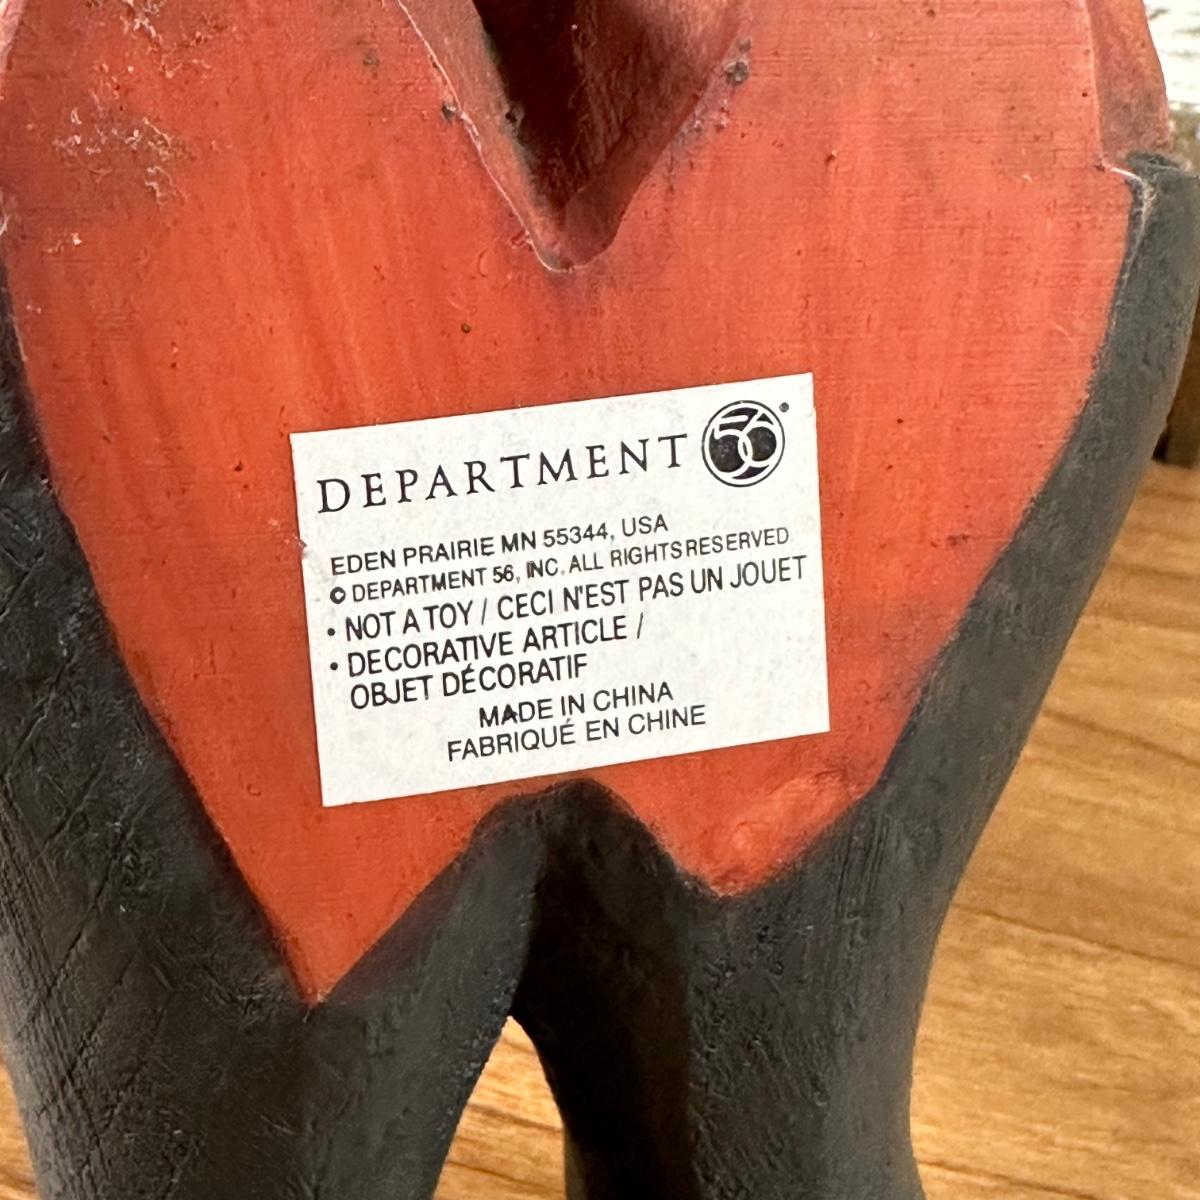 DEPARTMENT 56
EDEN PRAIRIE MN 55344, USA
© DEPARTMENT 56, INC. ALL RIGHTS RESERVED
• NOT A TOY / CECI N'EST PAS UN JOUET
• DECORATIVE ARTICLE /
OBJET DÉCORATIF
MADE IN CHINA
FABRIQUÉ EN CHINE